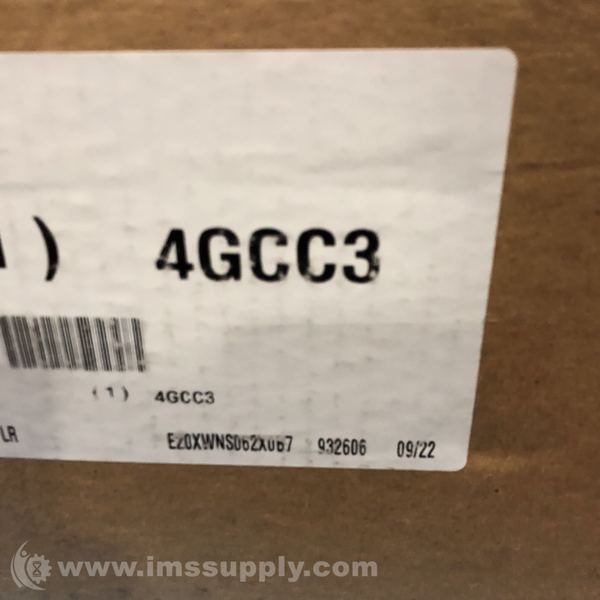 ) 4GCC3
(1) 4GCC3
LR E20XWNS062X067 932606 09/22
www.imssupply.com